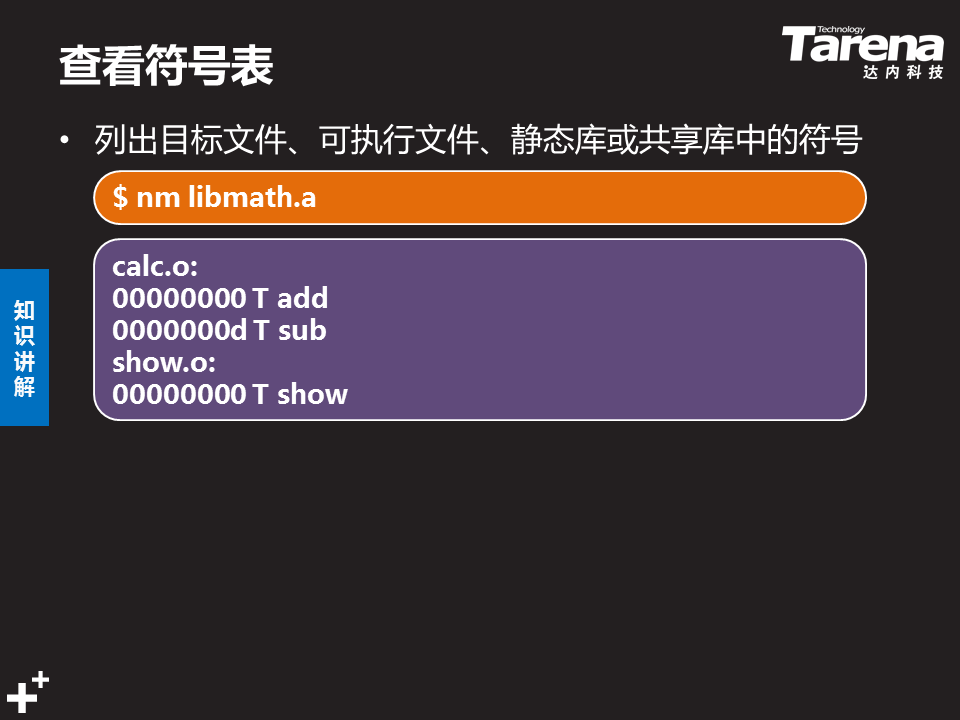 查看符号表
Technology
Tarena
达内科技
• 列出目标文件、可执行文件、静态库或共享库中的符号
$ nm libmath.a
calc.o:
00000000 T add
0000000d T sub
show.o:
00000000 T show
知识讲解